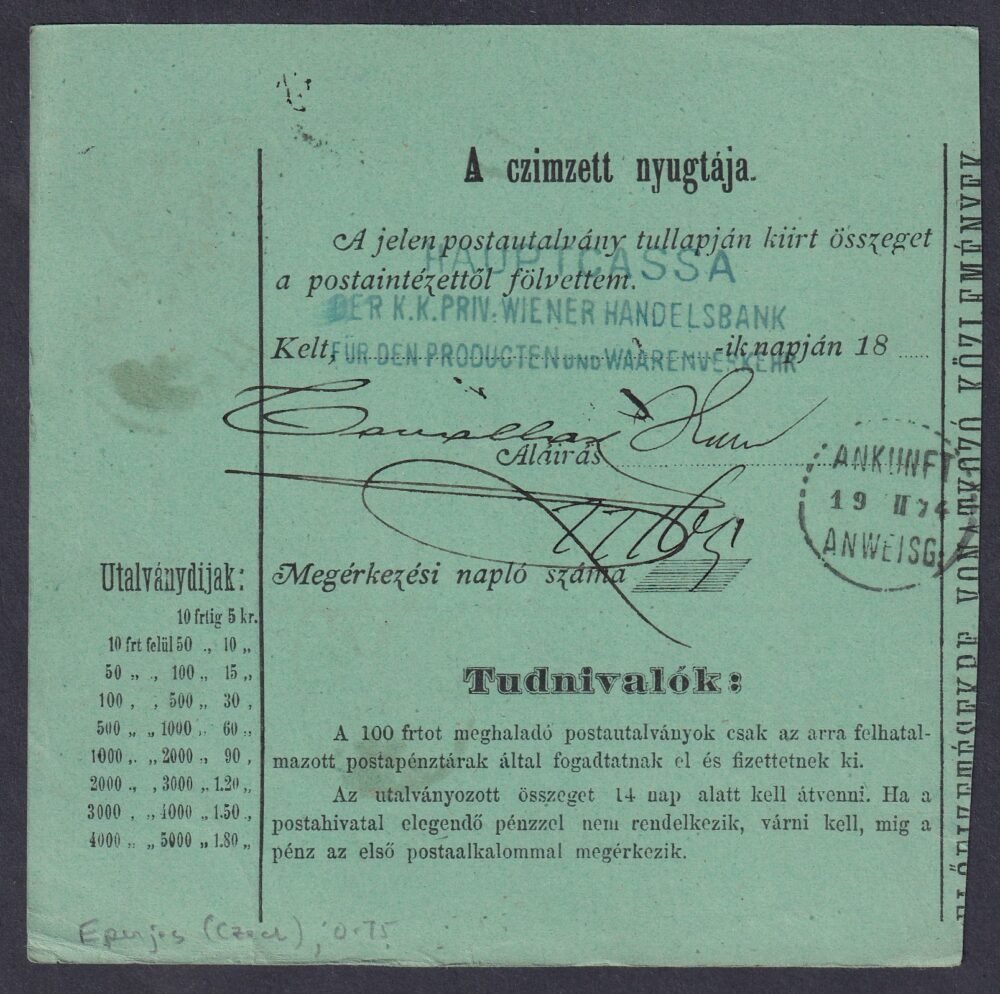 A czimzett nyugtája.
A jelen postautalvány tullapján kiirt összeget
a postaintézettől fölvettem.
HAUPTCASSA
DER K.K. PRIV. WIENER HANDELSBANK
FÜR DEN PRODUCTEN UND WAARENVERKEHR
Kelt, -ik napján 18
Aláirás
ANKUNFT
19 II 74
ANWEISG.
Megérkezési napló száma
Utalványdijak:
10 frtig 5 kr.
10 frt felül 50 „ 10 „
50 „ „ 100 „ 15 „
100 „ „ 500 „ 30 „
500 „ „ 1000 „ 60 „
1000 „ „ 2000 „ 90 „
2000 „ „ 3000 „ 1.20 „
3000 „ „ 4000 „ 1.50 „
4000 „ „ 5000 „ 1.80 „
Tudnivalók:
A 100 frtot meghaladó postautalványok csak az arra felhatal-
mazott postapénztárak által fogadtatnak el és fizettetnek ki.
Az utalványozott összeget 14 nap alatt kell átvenni. Ha a
postahivatal elegendő pénzzel nem rendelkezik, várni kell, mig a
pénz az első postaalkalommal megérkezik.
VONATKOZÓ KÖZLEMÉNYEK
Eperjes (Czech), 0.75